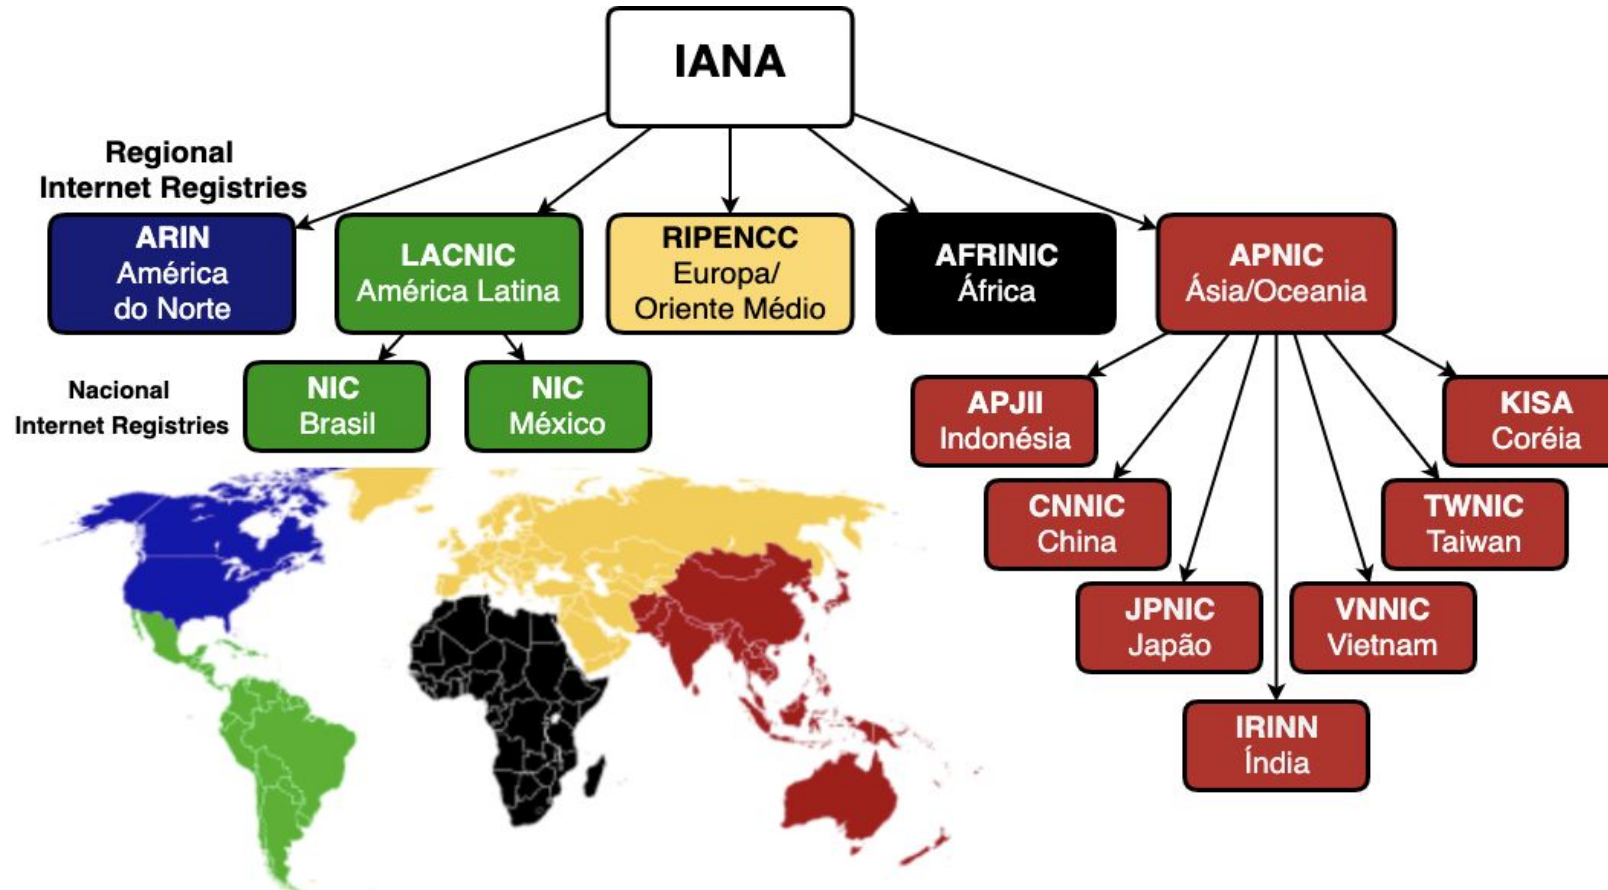 IANA
Regional
Internet Registries
ARIN
América
do Norte
LACNIC
América Latina
RIPENCC
Europa/
Oriente Médio
AFRINIC
África
APNIC
Ásia/Oceania
Nacional
Internet Registries
NIC
Brasil
NIC
México
APJII
Indonésia
KISA
Coréia
CNNIC
China
TWNIC
Taiwan
JPNIC
Japão
VNNIC
Vietnam
IRINN
Índia